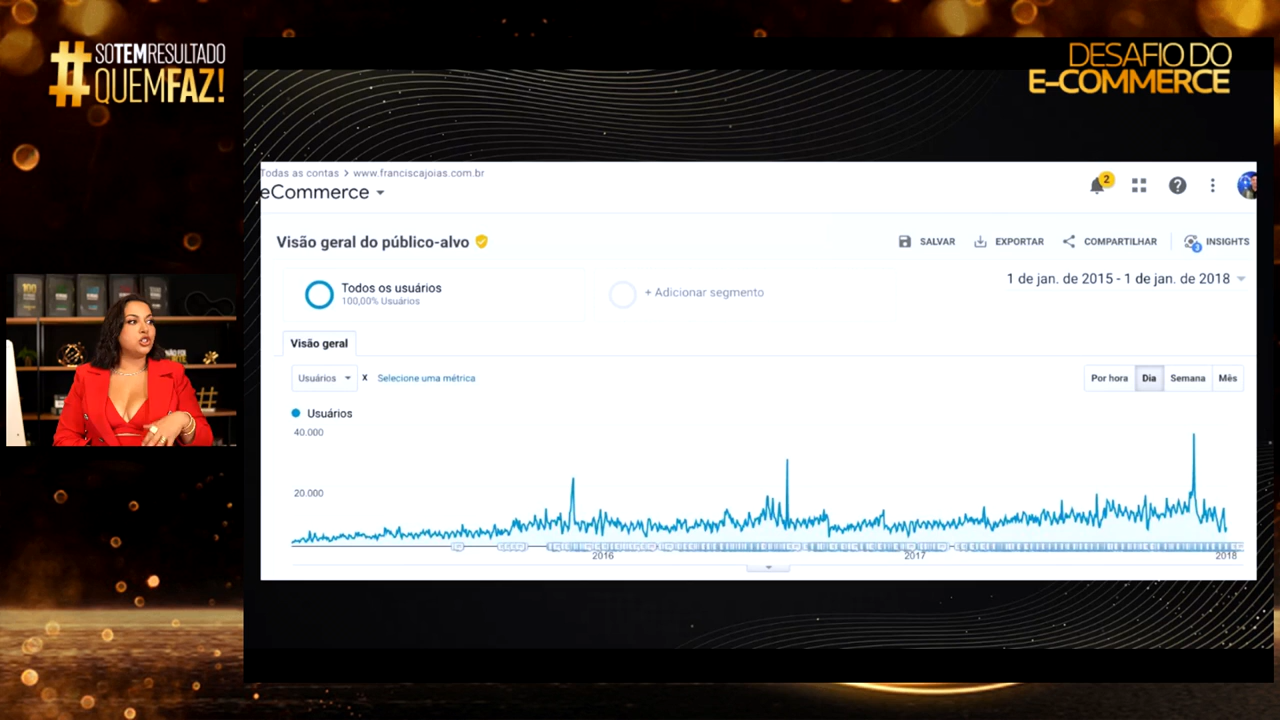 #SOTEMRESULTADO
QUEMFAZ!
DESAFIO DO
E-COMMERCE
Todas as contas > www.franciscajoias.com.br
eCommerce
2
Visão geral do público-alvo
SALVAR
EXPORTAR
COMPARTILHAR
3
INSIGHTS
1 de jan. de 2015 - 1 de jan. de 2018
Todos os usuários
100,00% Usuários
+ Adicionar segmento
Visão geral
Usuários
X
Selecione uma métrica
Por hora
Dia
Semana
Mês
Usuários
40.000
20.000
2016
2017
2018
100
#